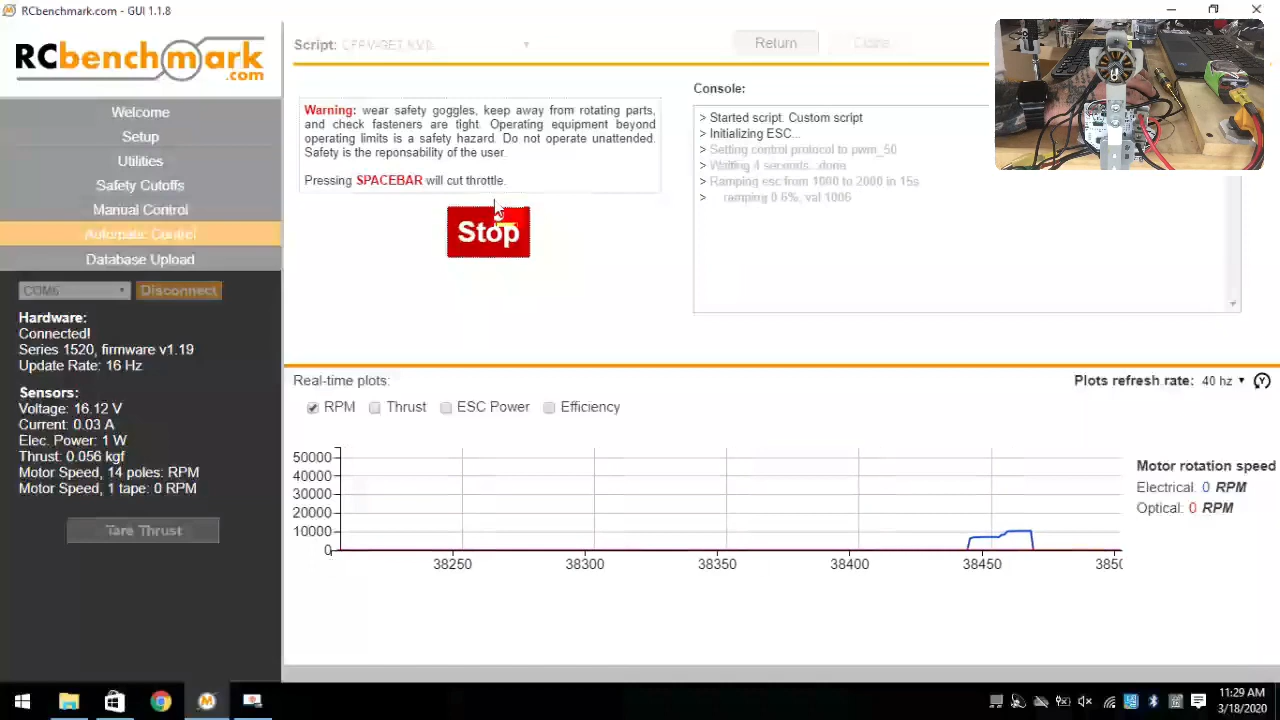 RCbenchmark.com - GUI 1.1.8
RCbenchmark
.com
Welcome
Setup
Utilities
Safety Cutoffs
Manual Control
Automatic Control
Database Upload
COM6
Disconnect
Hardware:
Connected!
Series 1520, firmware v1.19
Update Rate: 16 Hz
Sensors:
Voltage: 16.12 V
Current: 0.03 A
Elec. Power: 1 W
Thrust: 0.056 kgf
Motor Speed, 14 poles: RPM
Motor Speed, 1 tape: 0 RPM
Tare Thrust
Script:
Return
Warning: wear safety goggles, keep away from rotating parts,
and check fasteners are tight. Operating equipment beyond
operating limits is a safety hazard. Do not operate unattended.
Safety is the reponsability of the user.
Pressing SPACEBAR will cut throttle.
Stop
Console:
> Started script. Custom script
> Initializing ESC...
> Setting control protocol to pwm_50
> Waiting 4 seconds...done
> Ramping esc from 1000 to 2000 in 15s
> ramping 0.6%, val 1006
Real-time plots:
Plots refresh rate: 40 hz
RPM Thrust ESC Power Efficiency
50000
40000
30000
20000
10000
0
38250 38300 38350 38400 38450 3850
Motor rotation speed
Electrical: 0 RPM
Optical: 0 RPM
11:29 AM
3/18/2020